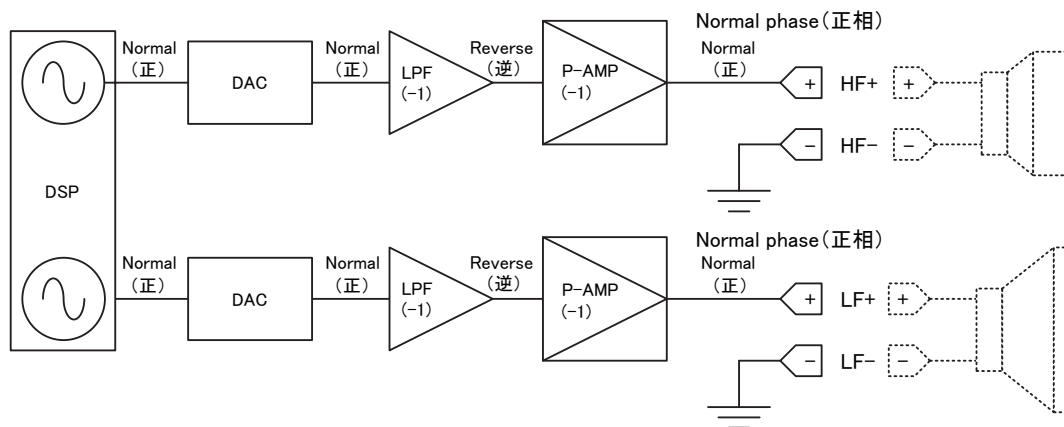 Normal phase(正相)
Normal
(正)
Normal
(正)
Reverse
(逆)
Normal
(正)
DAC
LPF
(-1)
P-AMP
(-1)
+
HF+
+
-
HF-
-
DSP
Normal phase(正相)
Normal
(正)
Normal
(正)
Reverse
(逆)
Normal
(正)
DAC
LPF
(-1)
P-AMP
(-1)
+
LF+
+
-
LF-
-